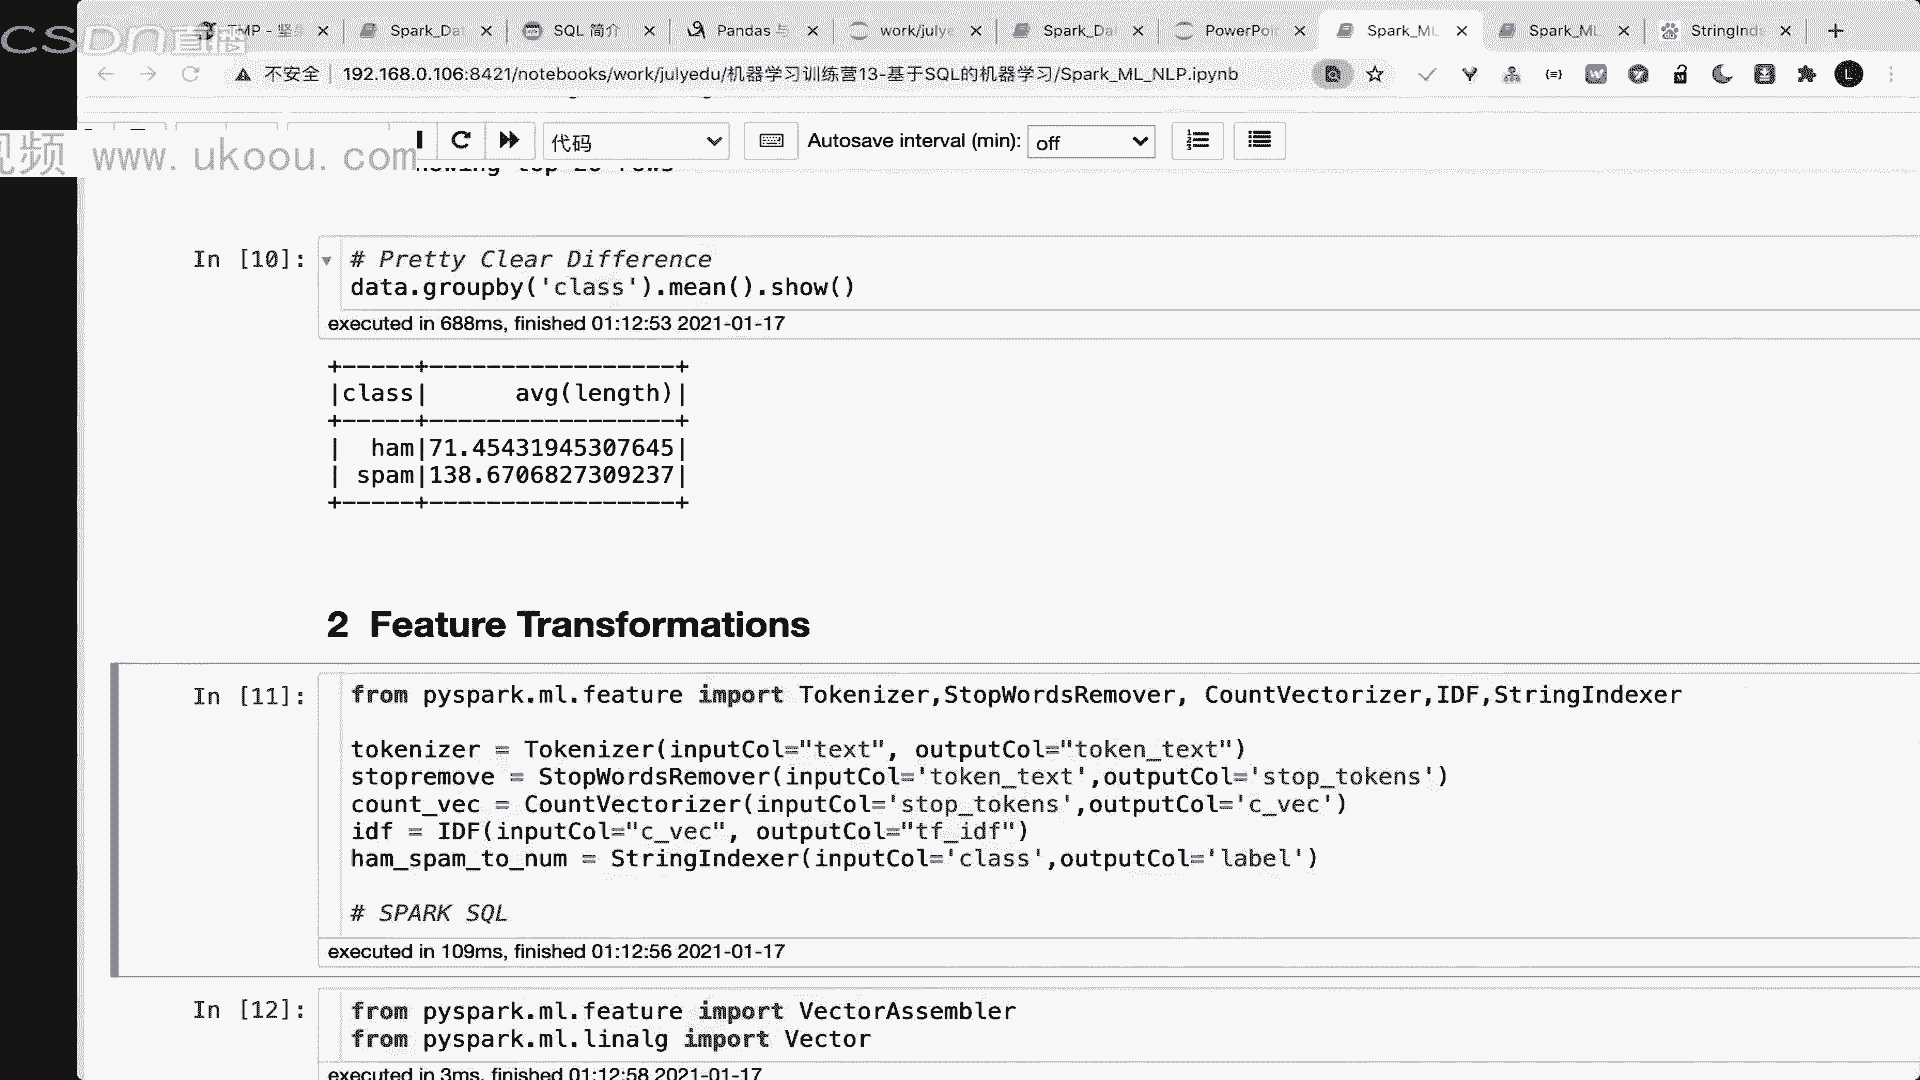 CSDN直播
TMP - 坚 Spark_Dat SQL 简介 Pandas 与 work/julye Spark_Dat PowerPoin Spark_ML Spark_ML StringInde
不安全 192.168.0.106:8421/notebooks/work/julyedu/机器学习训练营13-基于SQL的机器学习/Spark_ML_NLP.ipynb
代码 Autosave interval (min): off
视频 www. ukoou. com
showing top 20 rows
In [10]: # Pretty Clear Difference
data.groupby('class').mean().show()
executed in 688ms, finished 01:12:53 2021-01-17
+-----+-----------------+
|class| avg(length)|
+-----+-----------------+
| ham|71.45431945307645|
| spam|138.6706827309237|
+-----+-----------------+
2 Feature Transformations
In [11]: from pyspark.ml.feature import Tokenizer,StopWordsRemover, CountVectorizer,IDF,StringIndexer
tokenizer = Tokenizer(inputCol="text", outputCol="token_text")
stopremove = StopWordsRemover(inputCol='token_text',outputCol='stop_tokens')
count_vec = CountVectorizer(inputCol='stop_tokens',outputCol='c_vec')
idf = IDF(inputCol="c_vec", outputCol="tf_idf")
ham_spam_to_num = StringIndexer(inputCol='class',outputCol='label')
# SPARK SQL
executed in 109ms, finished 01:12:56 2021-01-17
In [12]: from pyspark.ml.feature import VectorAssembler
from pyspark.ml.linalg import Vector
executed in 3ms, finished 01:12:58 2021-01-17